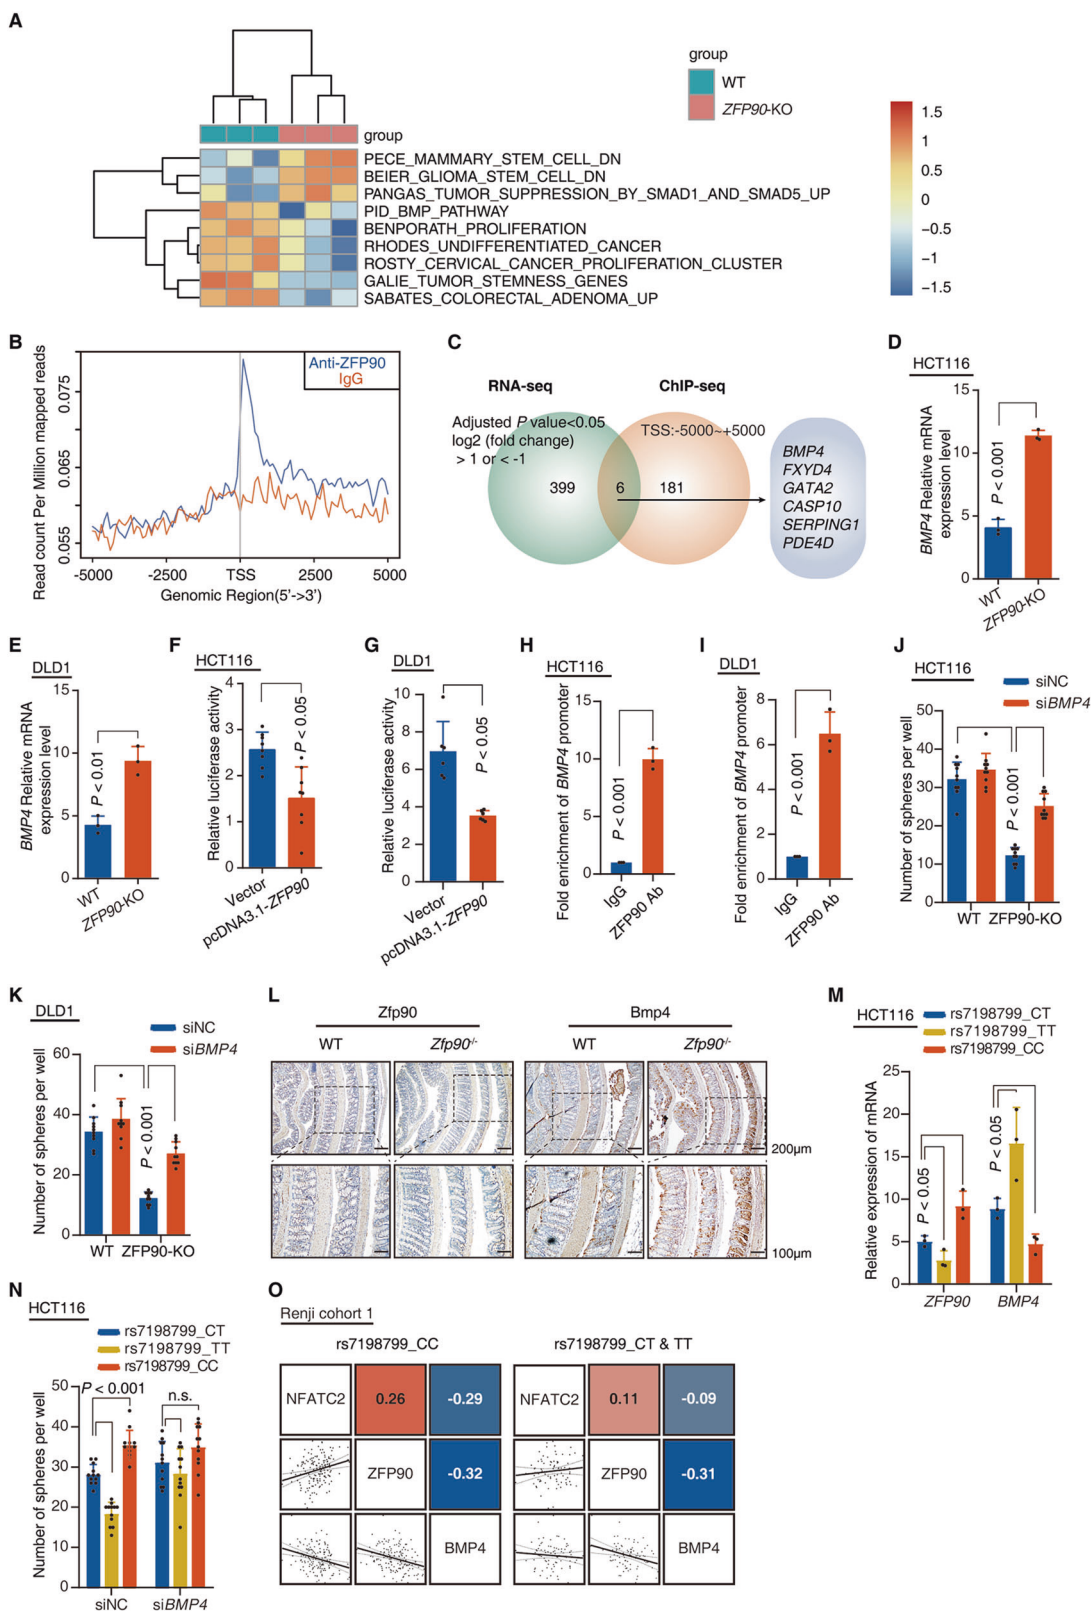 A
group
WT
ZFP90-KO
group
PECE_MAMMARY_STEM_CELL_DN
BEIER_GLIOMA_STEM_CELL_DN
PANGAS_TUMOR_SUPPRESSION_BY_SMAD1_AND_SMAD5_UP
PID_BMP_PATHWAY
BENPORATH_PROLIFERATION
RHODES_UNDIFFERENTIATED_CANCER
ROSTY_CERVICAL_CANCER_PROLIFERATION_CLUSTER
GALIE_TUMOR_STEMNESS_GENES
SABATES_COLORECTAL_ADENOMA_UP
1.5
1
0.5
0
−0.5
−1
−1.5
B
Read count Per Million mapped reads
0.075
0.065
0.055
Anti-ZFP90
IgG
-5000
-2500
TSS
2500
5000
Genomic Region(5'->3')
C
RNA-seq
ChIP-seq
Adjusted P value<0.05
log2 (fold change)
> 1 or < -1
TSS:-5000~+5000
399
6
181
BMP4
FXYD4
GATA2
CASP10
SERPING1
PDE4D
D
HCT116
BMP4 Relative mRNA
expression level
15
10
5
0
P < 0.001
WT
ZFP90-KO
E
DLD1
BMP4 Relative mRNA
expression level
15
10
5
0
P < 0.01
WT
ZFP90-KO
F
HCT116
Relative luciferase activity
4
3
2
1
0
P < 0.05
Vector
pcDNA3.1-ZFP90
G
DLD1
Relative luciferase activity
10
8
6
4
2
0
P < 0.05
Vector
pcDNA3.1-ZFP90
H
HCT116
Fold enrichment of BMP4 promoter
15
10
5
0
P < 0.001
IgG
ZFP90 Ab
I
DLD1
Fold enrichment of BMP4 promoter
8
6
4
2
0
P < 0.001
IgG
ZFP90 Ab
J
HCT116
siNC
siBMP4
Number of spheres per well
50
40
30
20
10
0
P < 0.001
WT
ZFP90-KO
K
DLD1
siNC
siBMP4
Number of spheres per well
60
40
20
0
P < 0.001
WT
ZFP90-KO
L
Zfp90
Bmp4
WT
Zfp90-/-
WT
Zfp90-/-
200μm
100μm
M
HCT116
rs7198799_CT
rs7198799_TT
rs7198799_CC
Relative expression of mRNA
25
20
15
10
5
0
P < 0.05
P < 0.05
ZFP90
BMP4
N
HCT116
rs7198799_CT
rs7198799_TT
rs7198799_CC
Number of spheres per well
50
40
30
20
10
0
P < 0.001
n.s.
siNC
siBMP4
O
Renji cohort 1
rs7198799_CC
rs7198799_CT & TT
NFATC2
0.26
-0.29
NFATC2
0.11
-0.09
ZFP90
-0.32
ZFP90
-0.31
BMP4
BMP4